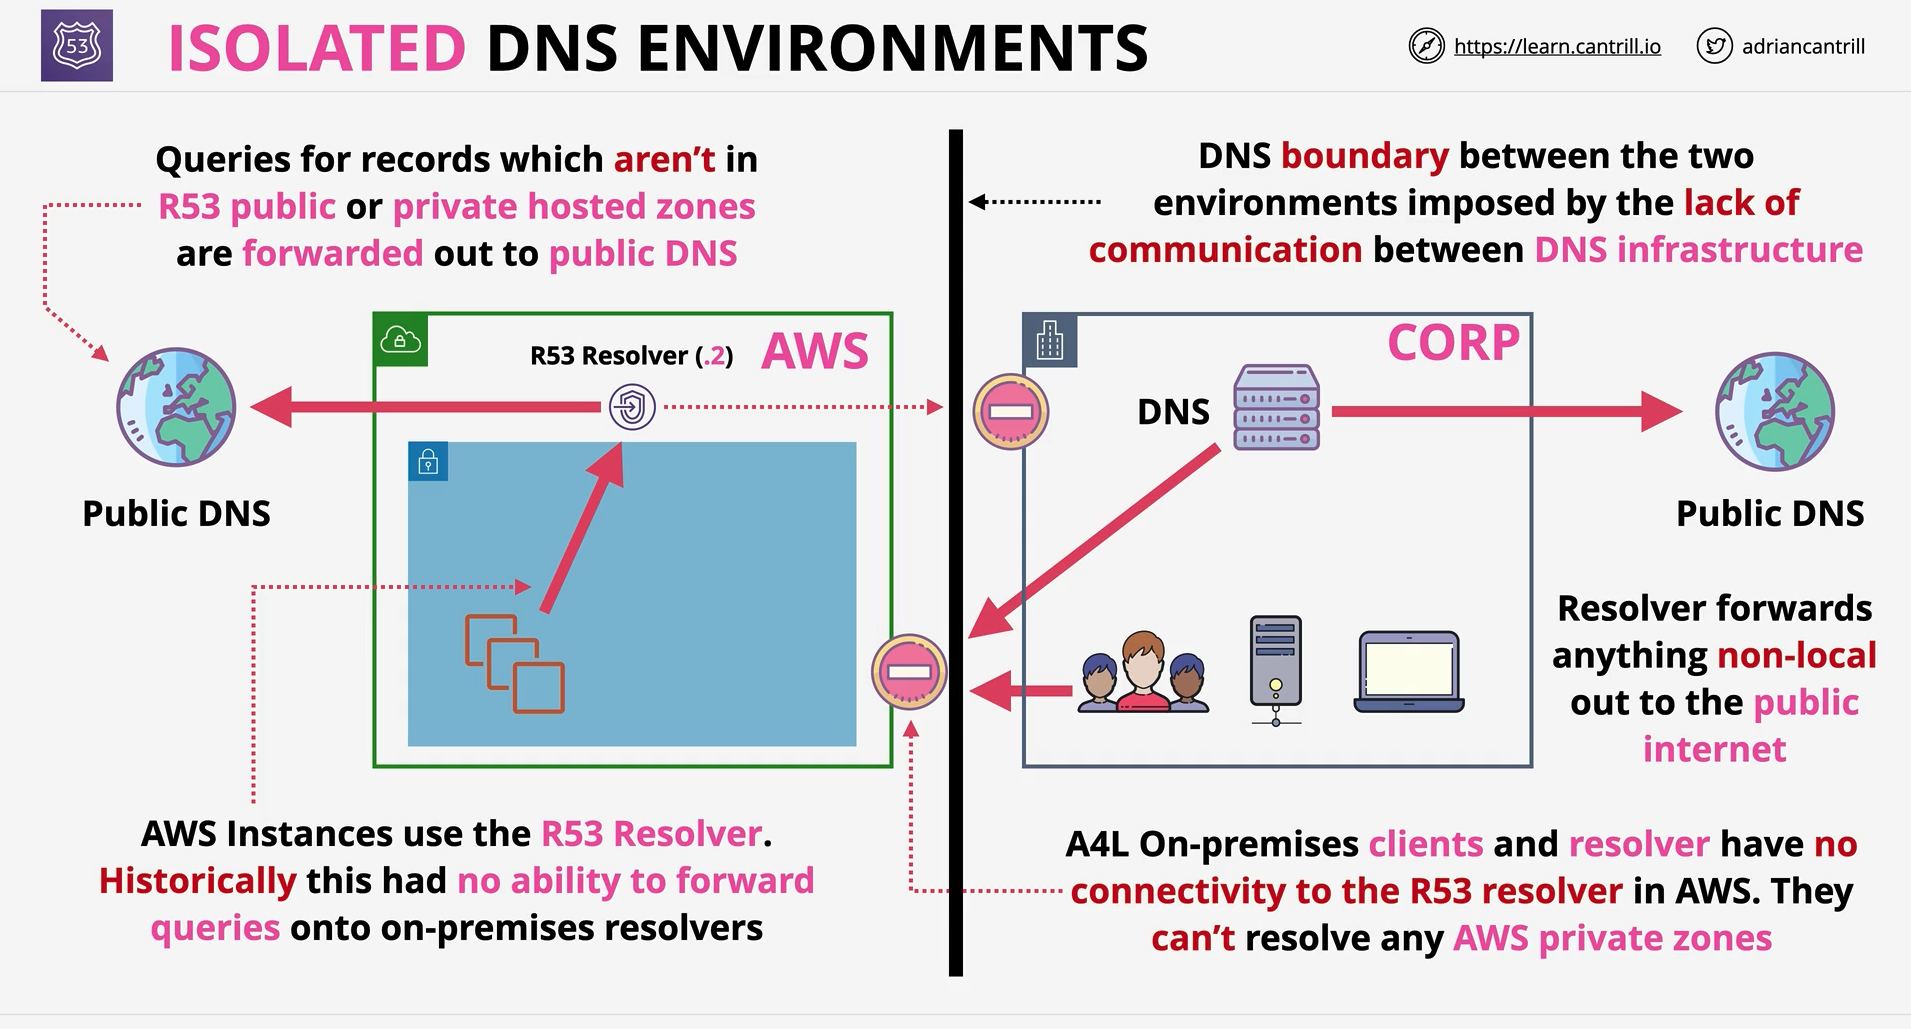 53
ISOLATED DNS ENVIRONMENTS
https://learn.cantrill.io
adriancantrill
Queries for records which aren’t in
R53 public or private hosted zones
are forwarded out to public DNS
DNS boundary between the two
environments imposed by the lack of
communication between DNS infrastructure
R53 Resolver (.2)
AWS
CORP
DNS
Public DNS
Public DNS
Resolver forwards
anything non-local
out to the public
internet
AWS Instances use the R53 Resolver.
Historically this had no ability to forward
queries onto on-premises resolvers
A4L On-premises clients and resolver have no
connectivity to the R53 resolver in AWS. They
can’t resolve any AWS private zones